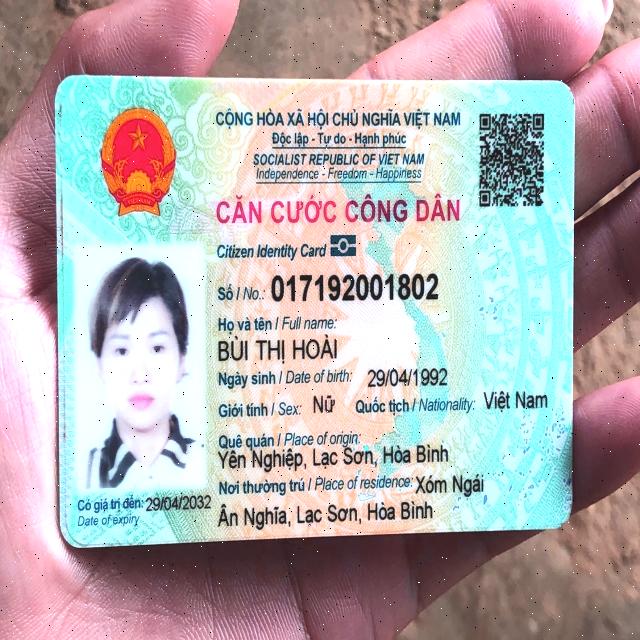 CỘNG HÒA XÃ HỘI CHỦ NGHĨA VIỆT NAM
Độc lập - Tự do - Hạnh phúc
SOCIALIST REPUBLIC OF VIET NAM
Independence - Freedom - Happiness
CĂN CƯỚC CÔNG DÂN
Citizen Identity Card
Số / No.: 017192001802
Họ và tên / Full name:
BÙI THỊ HOÀI
Ngày sinh / Date of birth: 29/04/1992
Giới tính / Sex: Nữ Quốc tịch / Nationality: Việt Nam
Quê quán / Place of origin:
Yên Nghiệp, Lạc Sơn, Hòa Bình
Nơi thường trú / Place of residence: Xóm Ngái
Ân Nghĩa, Lạc Sơn, Hòa Bình
Có giá trị đến: 29/04/2032
Date of expiry